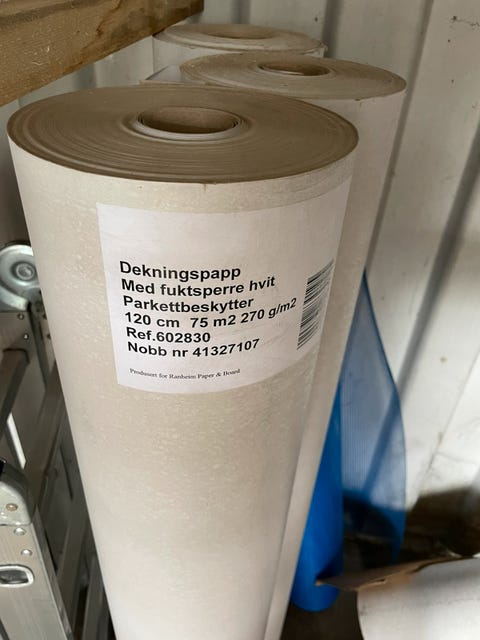 Dekningspapp
Med fuktsperre hvit
Parkettbeskytter
120 cm 75 m2 270 g/m2
Ref.602830
Nobb nr 41327107
Produsert for Ranheim Paper & Board